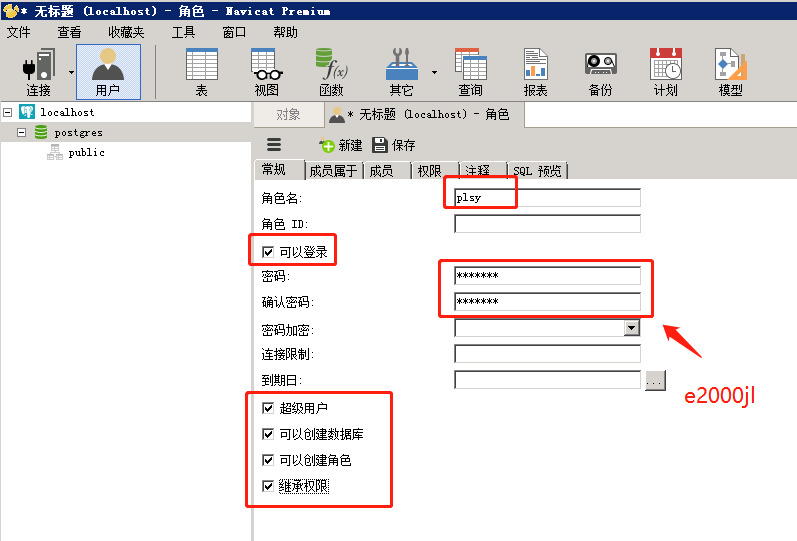 * 无标题 (localhost) - 角色 - Navicat Premium
文件 查看 收藏夹 工具 窗口 帮助
连接 用户 表 视图 函数 其它 查询 报表 备份 计划 模型
localhost
postgres
public
对象 * 无标题 (localhost) - 角色
新建 保存
常规 成员属于 成员 权限 注释 SQL 预览
角色名: plsy
角色 ID:
可以登录
密码: *******
确认密码: *******
密码加密:
连接限制:
到期日: ...
e2000jl
超级用户
可以创建数据库
可以创建角色
继承权限